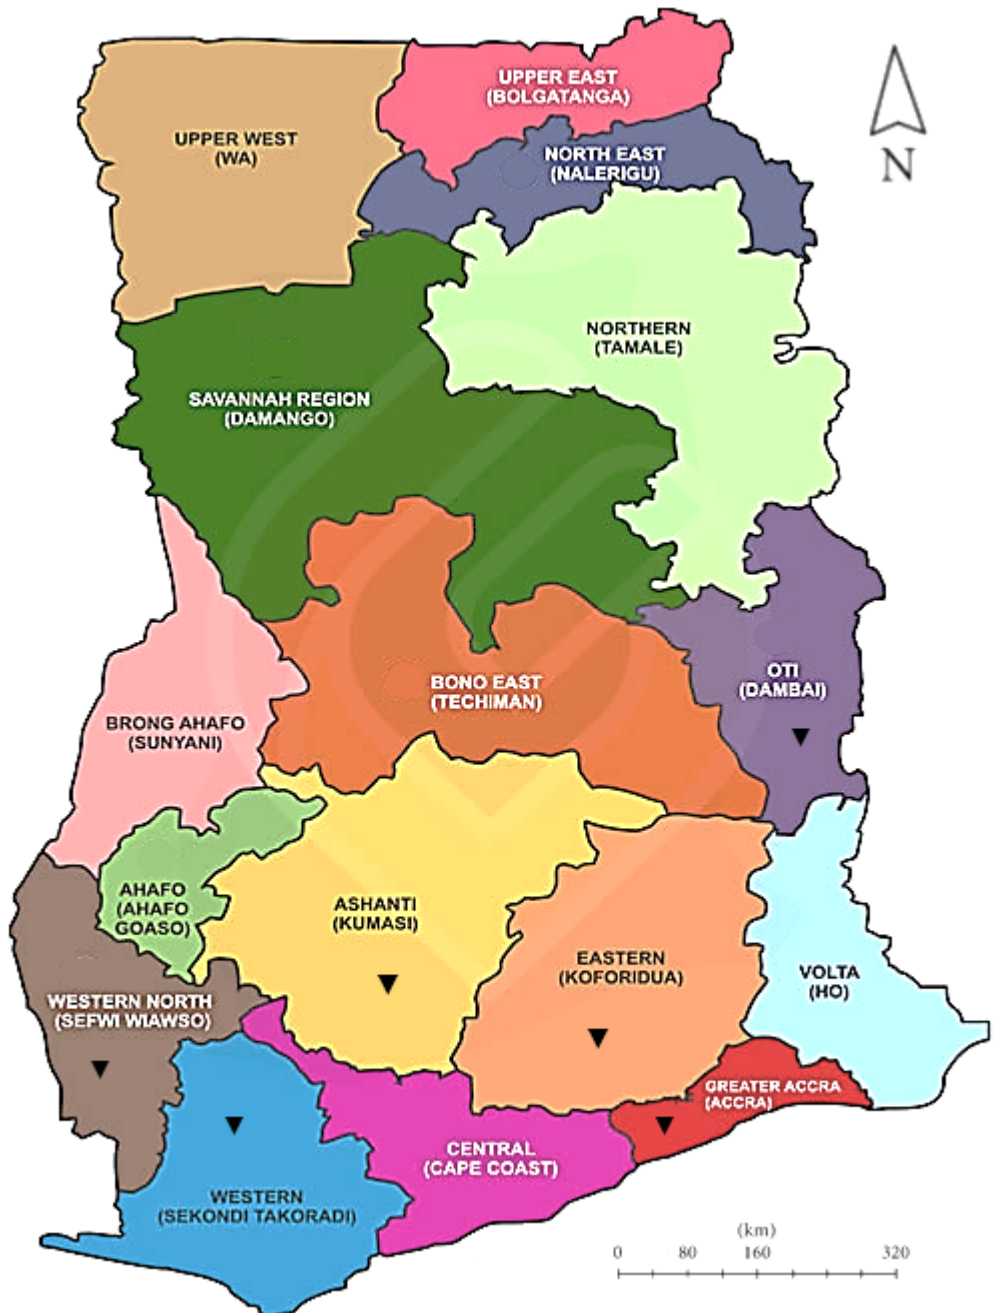 UPPER EAST
(BOLGATANGA)
UPPER WEST
(WA)
NORTH EAST
(NALERIGU)
N
NORTHERN
(TAMALE)
SAVANNAH REGION
(DAMANGO)
OTI
(DAMBAI)
BONO EAST
(TECHIMAN)
BRONG AHAFO
(SUNYANI)
AHAFO
(AHAFO
GOASO)
ASHANTI
(KUMASI)
EASTERN
(KOFORIDUA)
VOLTA
(HO)
WESTERN NORTH
(SEFWI WIAWSO)
GREATER ACCRA
(ACCRA)
CENTRAL
(CAPE COAST)
WESTERN
(SEKONDI TAKORADI)
(km)
0 80 160 320